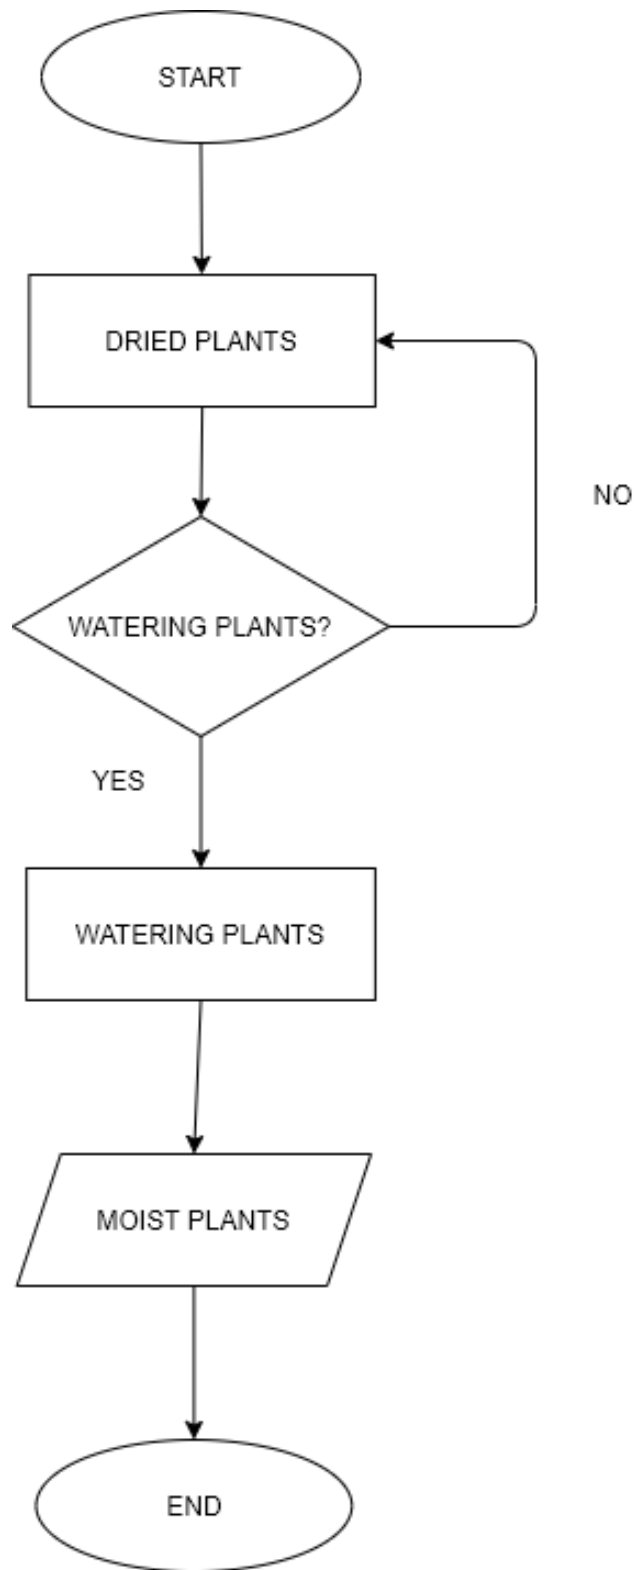 START
DRIED PLANTS
NO
WATERING PLANTS?
YES
WATERING PLANTS
MOIST PLANTS
END